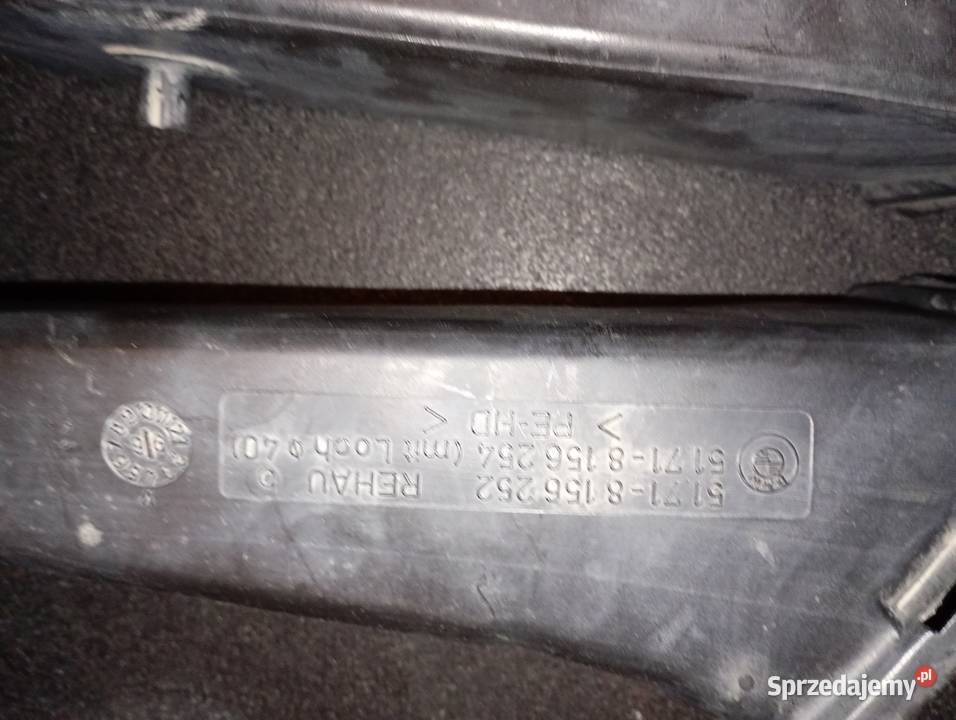 5171-8 156 252 REHAU
5171-8 156 254 (mit Loch ø 40)
> PE-HD <
Sprzedajemy.pl